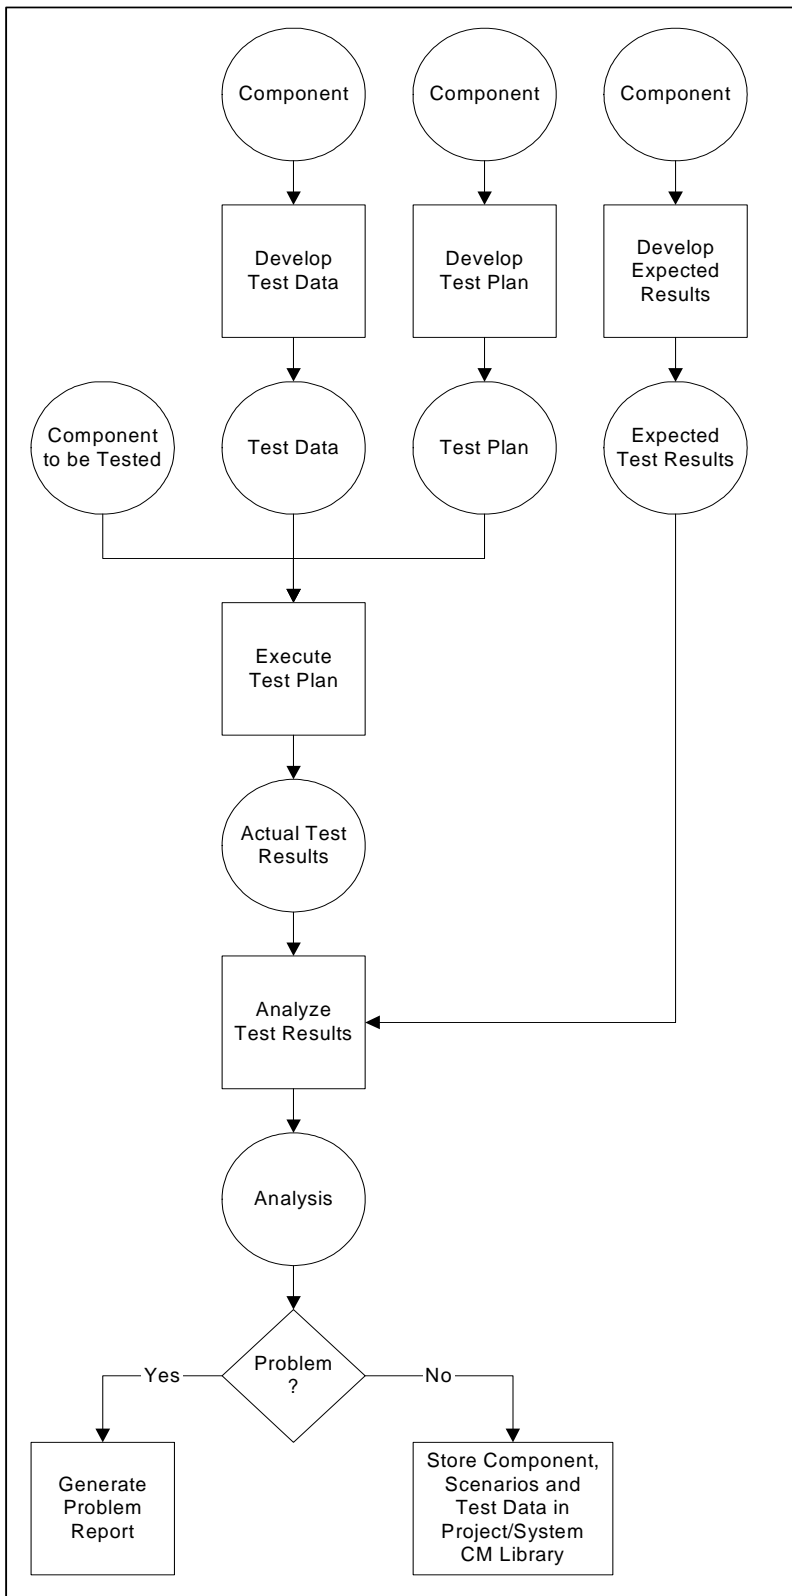 Component
Component
Component
Develop
Test Data
Develop
Test Plan
Develop
Expected
Results
Component
to be Tested
Test Data
Test Plan
Expected
Test Results
Execute
Test Plan
Actual Test
Results
Analyze
Test Results
Analysis
Problem
?
Yes
No
Generate
Problem
Report
Store Component,
Scenarios and
Test Data in
Project/System
CM Library